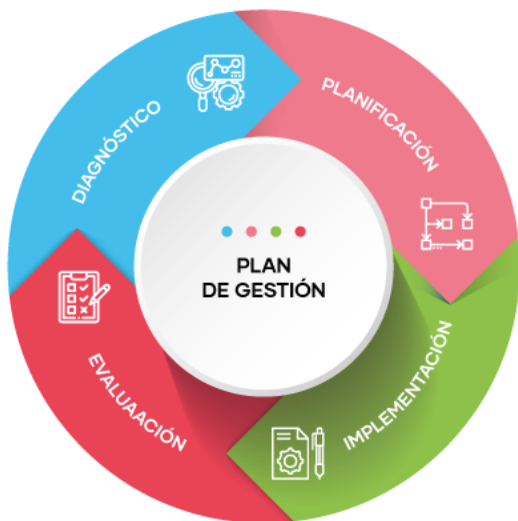 DIAGNÓSTICO
PLANIFICACIÓN
PLAN
DE GESTIÓN
EVALUAACIÓN
IMPLEMENTACIÓN